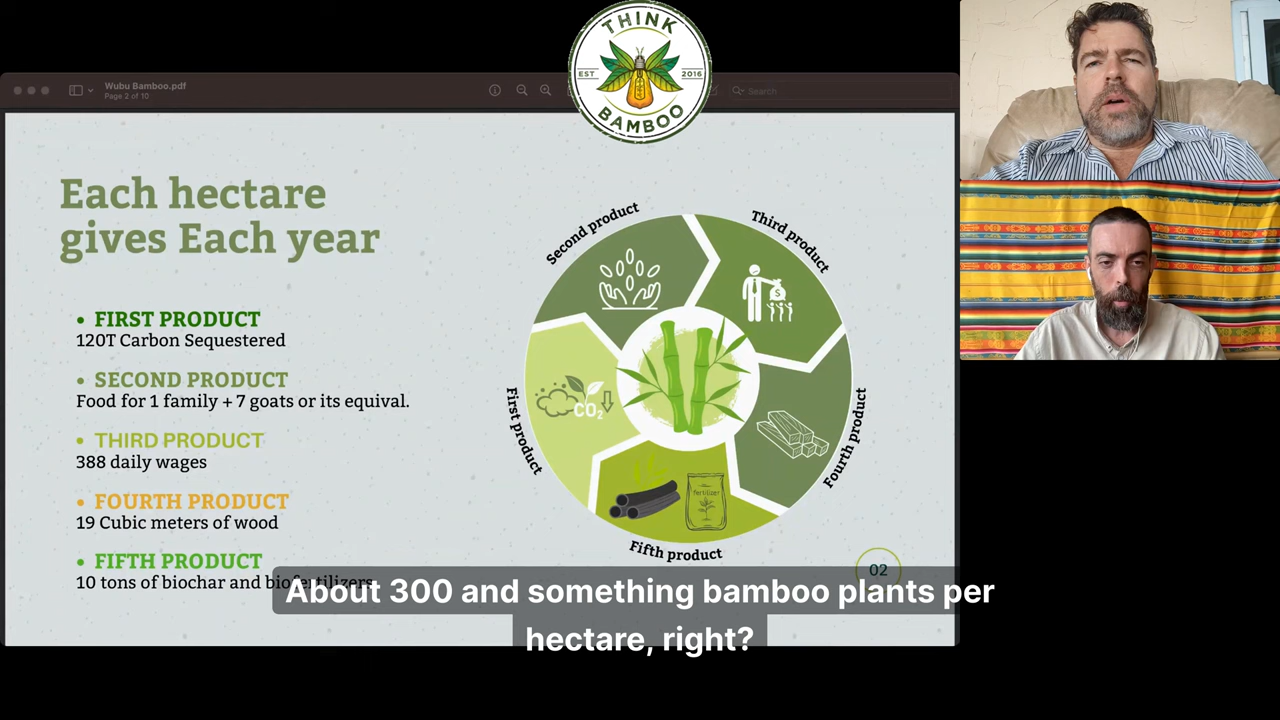 THINK
EST
2016
BAMBOO
Wubu Bamboo.pdf
Page 2 of 10
Search
Each hectare
gives Each year
• FIRST PRODUCT
120T Carbon Sequestered
• SECOND PRODUCT
Food for 1 family + 7 goats or its equival.
• THIRD PRODUCT
388 daily wages
• FOURTH PRODUCT
19 Cubic meters of wood
• FIFTH PRODUCT
10 tons of biochar and biofertilizers
Second product
Third product
First product
CO2
$
Fourth product
fertilizer
Fifth product
02
About 300 and something bamboo plants per
hectare, right?